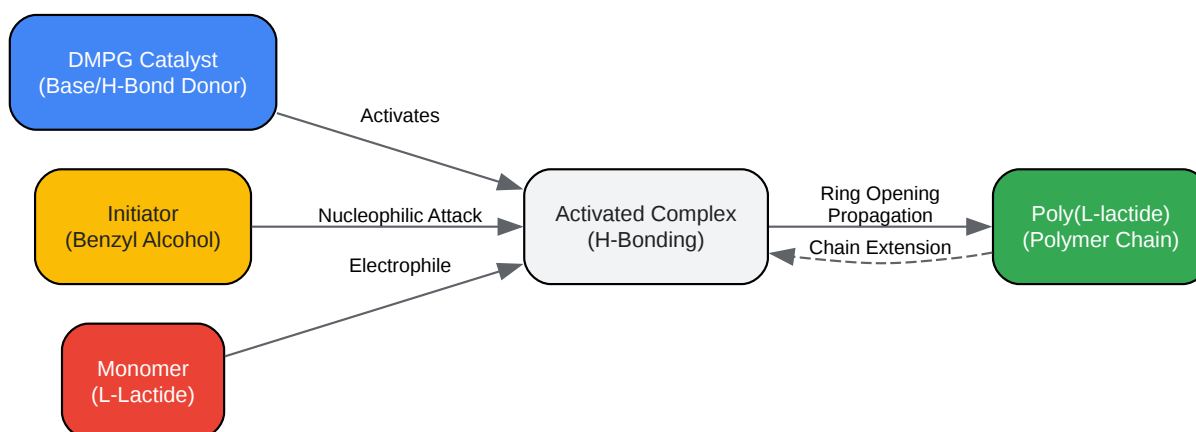 DMPG Catalyst
(Base/H-Bond Donor)
Activates
Initiator
(Benzyl Alcohol)
Nucleophilic Attack
Electrophile
Monomer
(L-Lactide)
Activated Complex
(H-Bonding)
Ring Opening
Propagation
Chain Extension
Poly(L-lactide)
(Polymer Chain)